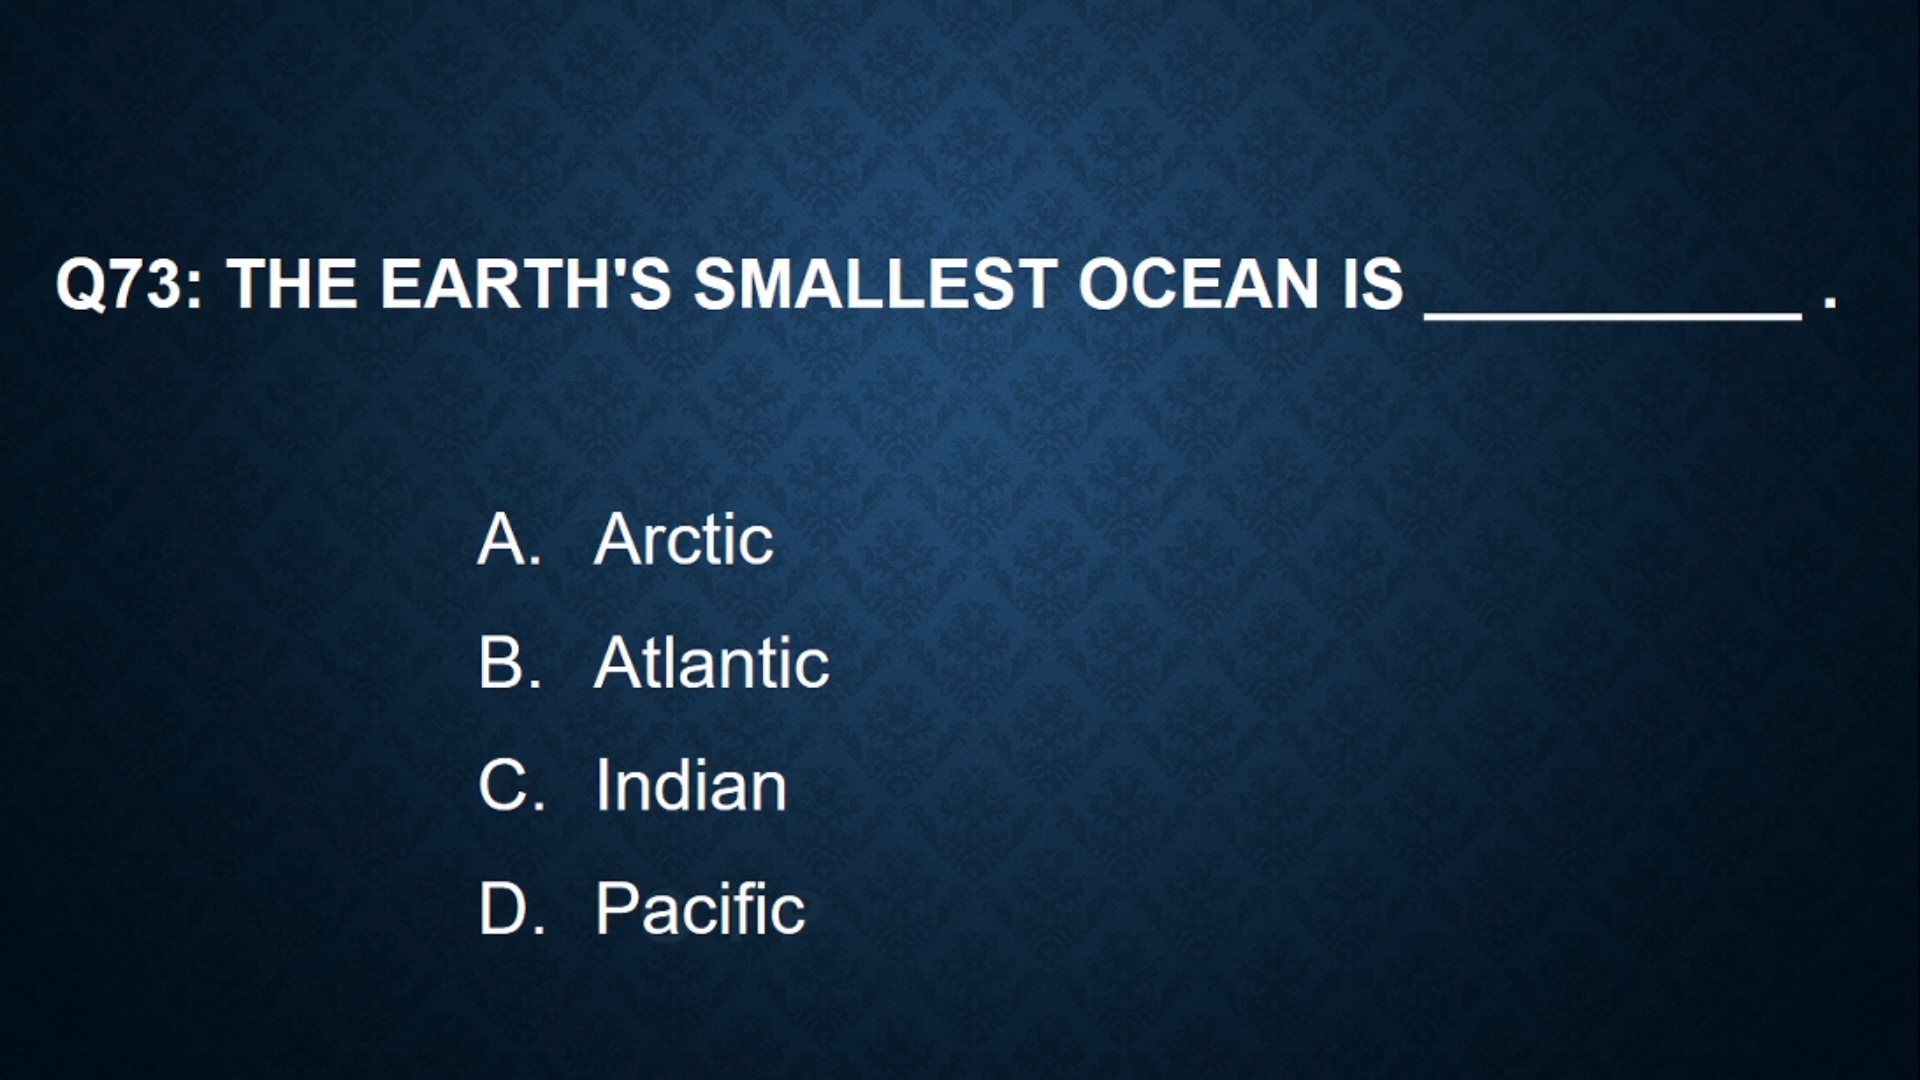 Q73: THE EARTH'S SMALLEST OCEAN IS __________ .
A. Arctic
B. Atlantic
C. Indian
D. Pacific